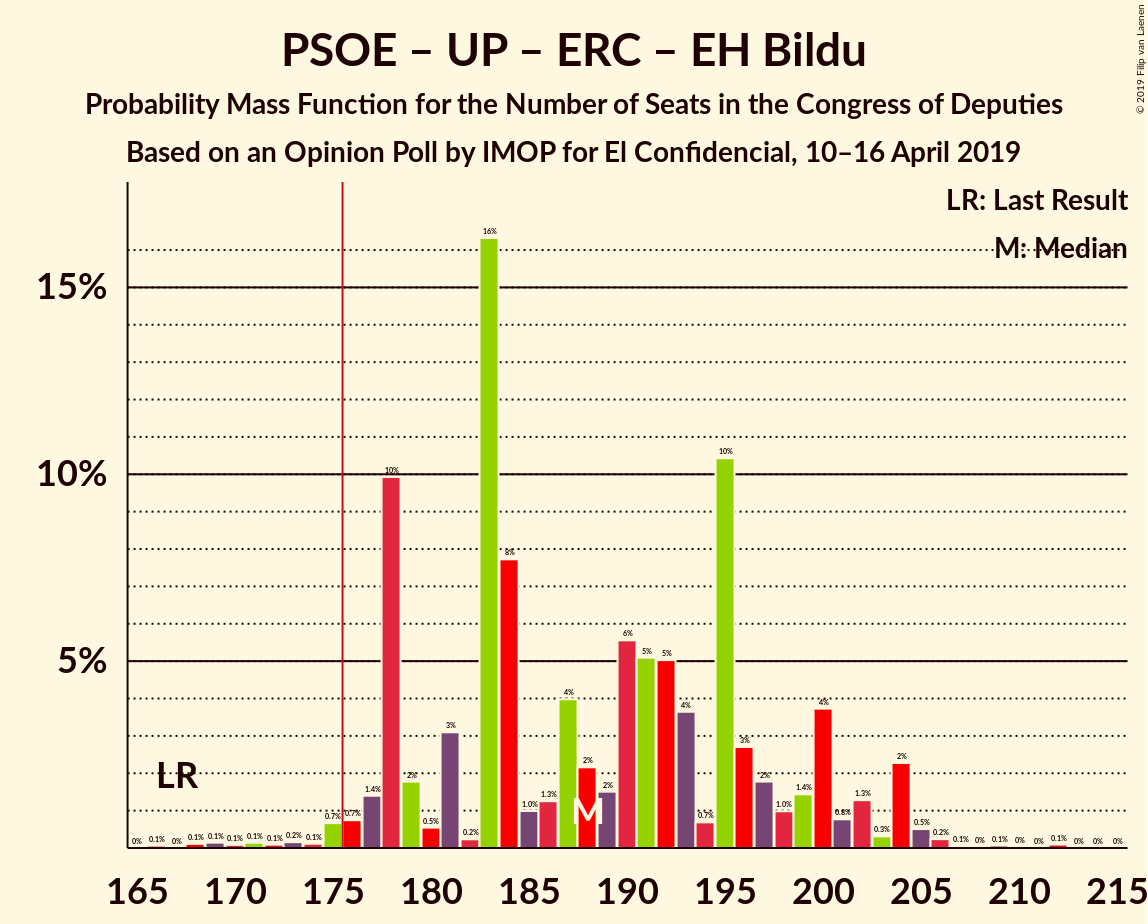 PSOE – UP – ERC – EH Bildu
Probability Mass Function for the Number of Seats in the Congress of Deputies
Based on an Opinion Poll by IMOP for El Confidencial, 10–16 April 2019
© 2019 Filip van Laenen
LR: Last Result
M: Median
15%
10%
5%
LR
M
0% 0.1% 0% 0.1% 0.1% 0.1% 0.1% 0.1% 0.2% 0.1% 0.7% 0.7% 1.4% 10% 2% 0.5% 3% 0.2% 16% 8% 1.0% 1.3% 4% 2% 2% 6% 5% 5% 4% 0.7% 10% 3% 2% 1.0% 1.4% 4% 0.8% 1.3% 0.3% 2% 0.5% 0.2% 0.1% 0% 0.1% 0% 0% 0.1% 0% 0% 0%
165 170 175 180 185 190 195 200 205 210 215